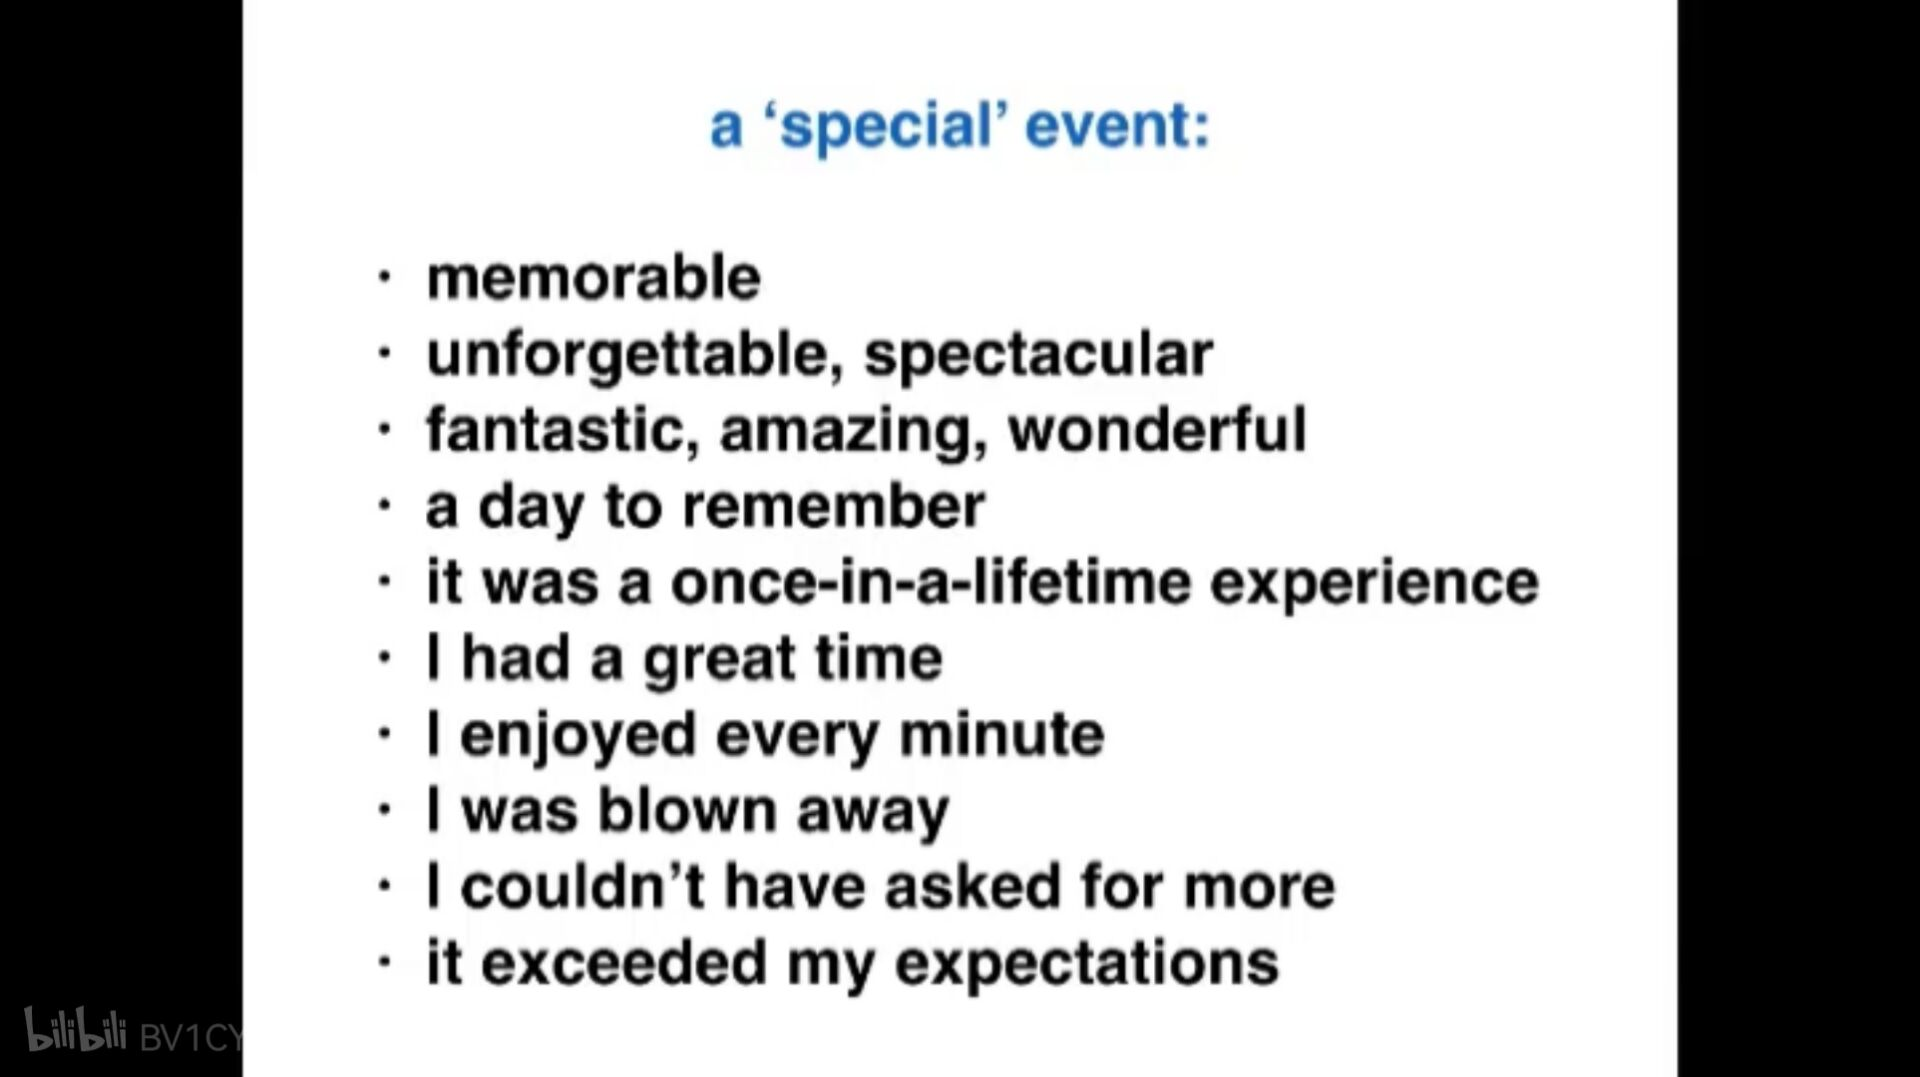 a ‘special’ event:
· memorable
· unforgettable, spectacular
· fantastic, amazing, wonderful
· a day to remember
· it was a once-in-a-lifetime experience
· I had a great time
· I enjoyed every minute
· I was blown away
· I couldn’t have asked for more
· it exceeded my expectations
bilibili BV1CY